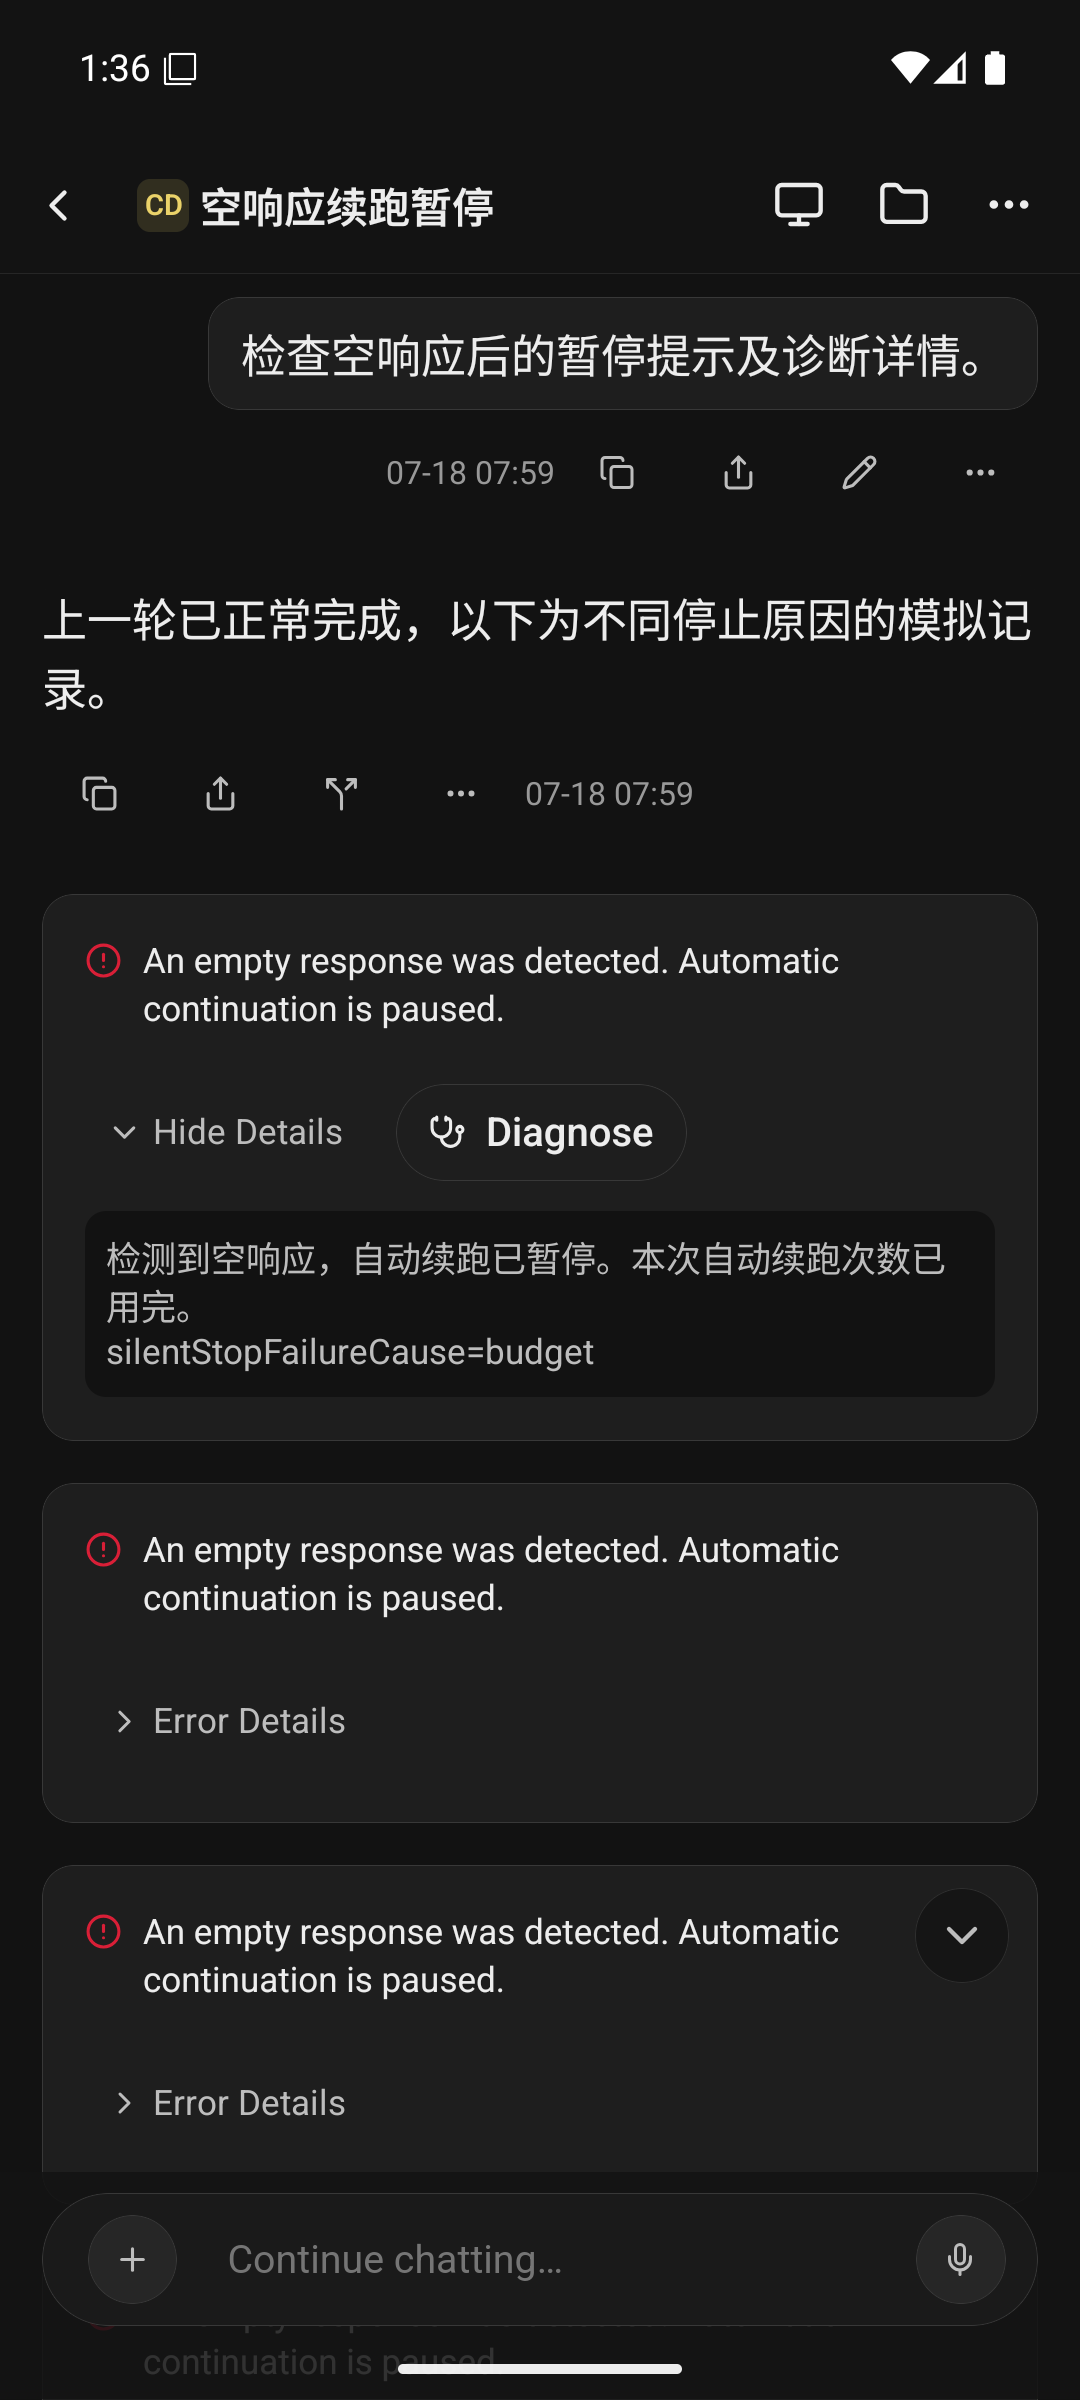 1:36
CD 空响应续跑暂停
检查空响应后的暂停提示及诊断详情。
07-18 07:59
上一轮已正常完成，以下为不同停止原因的模拟记
录。
07-18 07:59
An empty response was detected. Automatic
continuation is paused.
Hide Details
Diagnose
检测到空响应，自动续跑已暂停。本次自动续跑次数已
用完。
silentStopFailureCause=budget
An empty response was detected. Automatic
continuation is paused.
Error Details
An empty response was detected. Automatic
continuation is paused.
Error Details
Continue chatting…
continuation is paused.